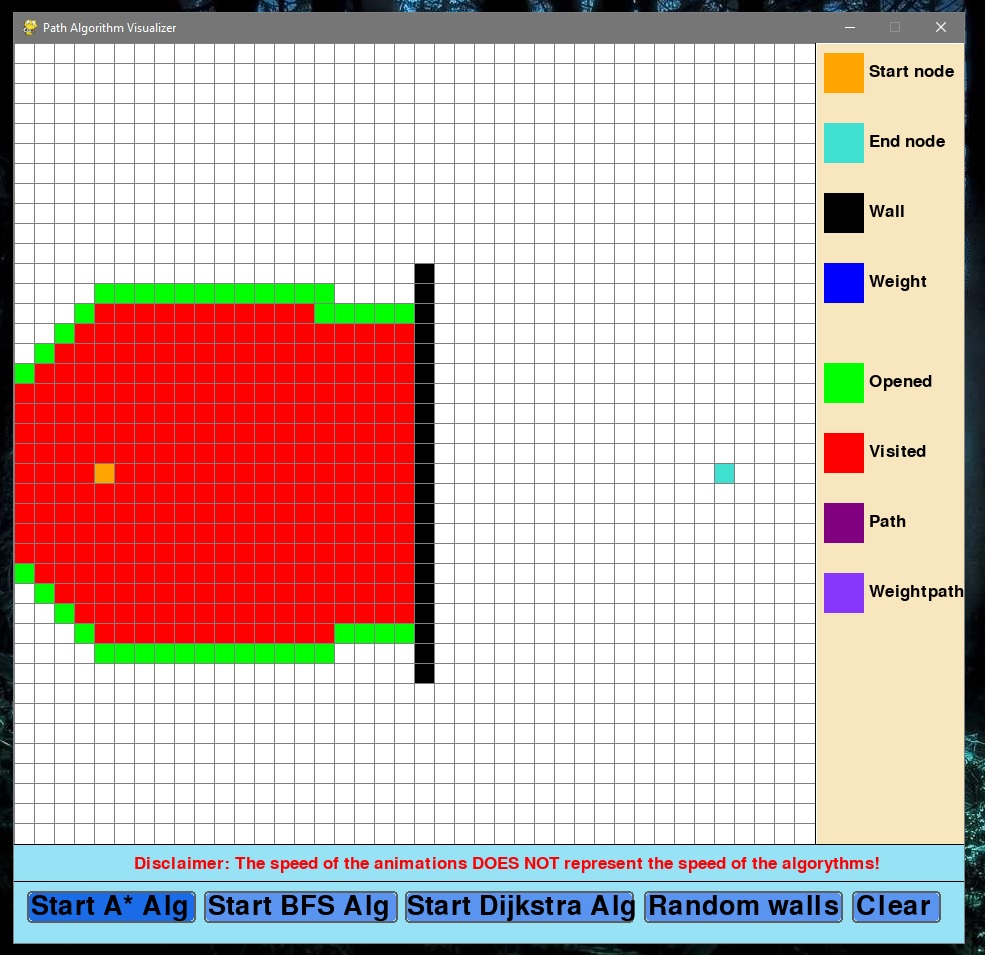 Path Algorithm Visualizer
Start node
End node
Wall
Weight
Opened
Visited
Path
Weightpath
Disclaimer: The speed of the animations DOES NOT represent the speed of the algorythms!
Start A* Alg
Start BFS Alg
Start Dijkstra Alg
Random walls
Clear